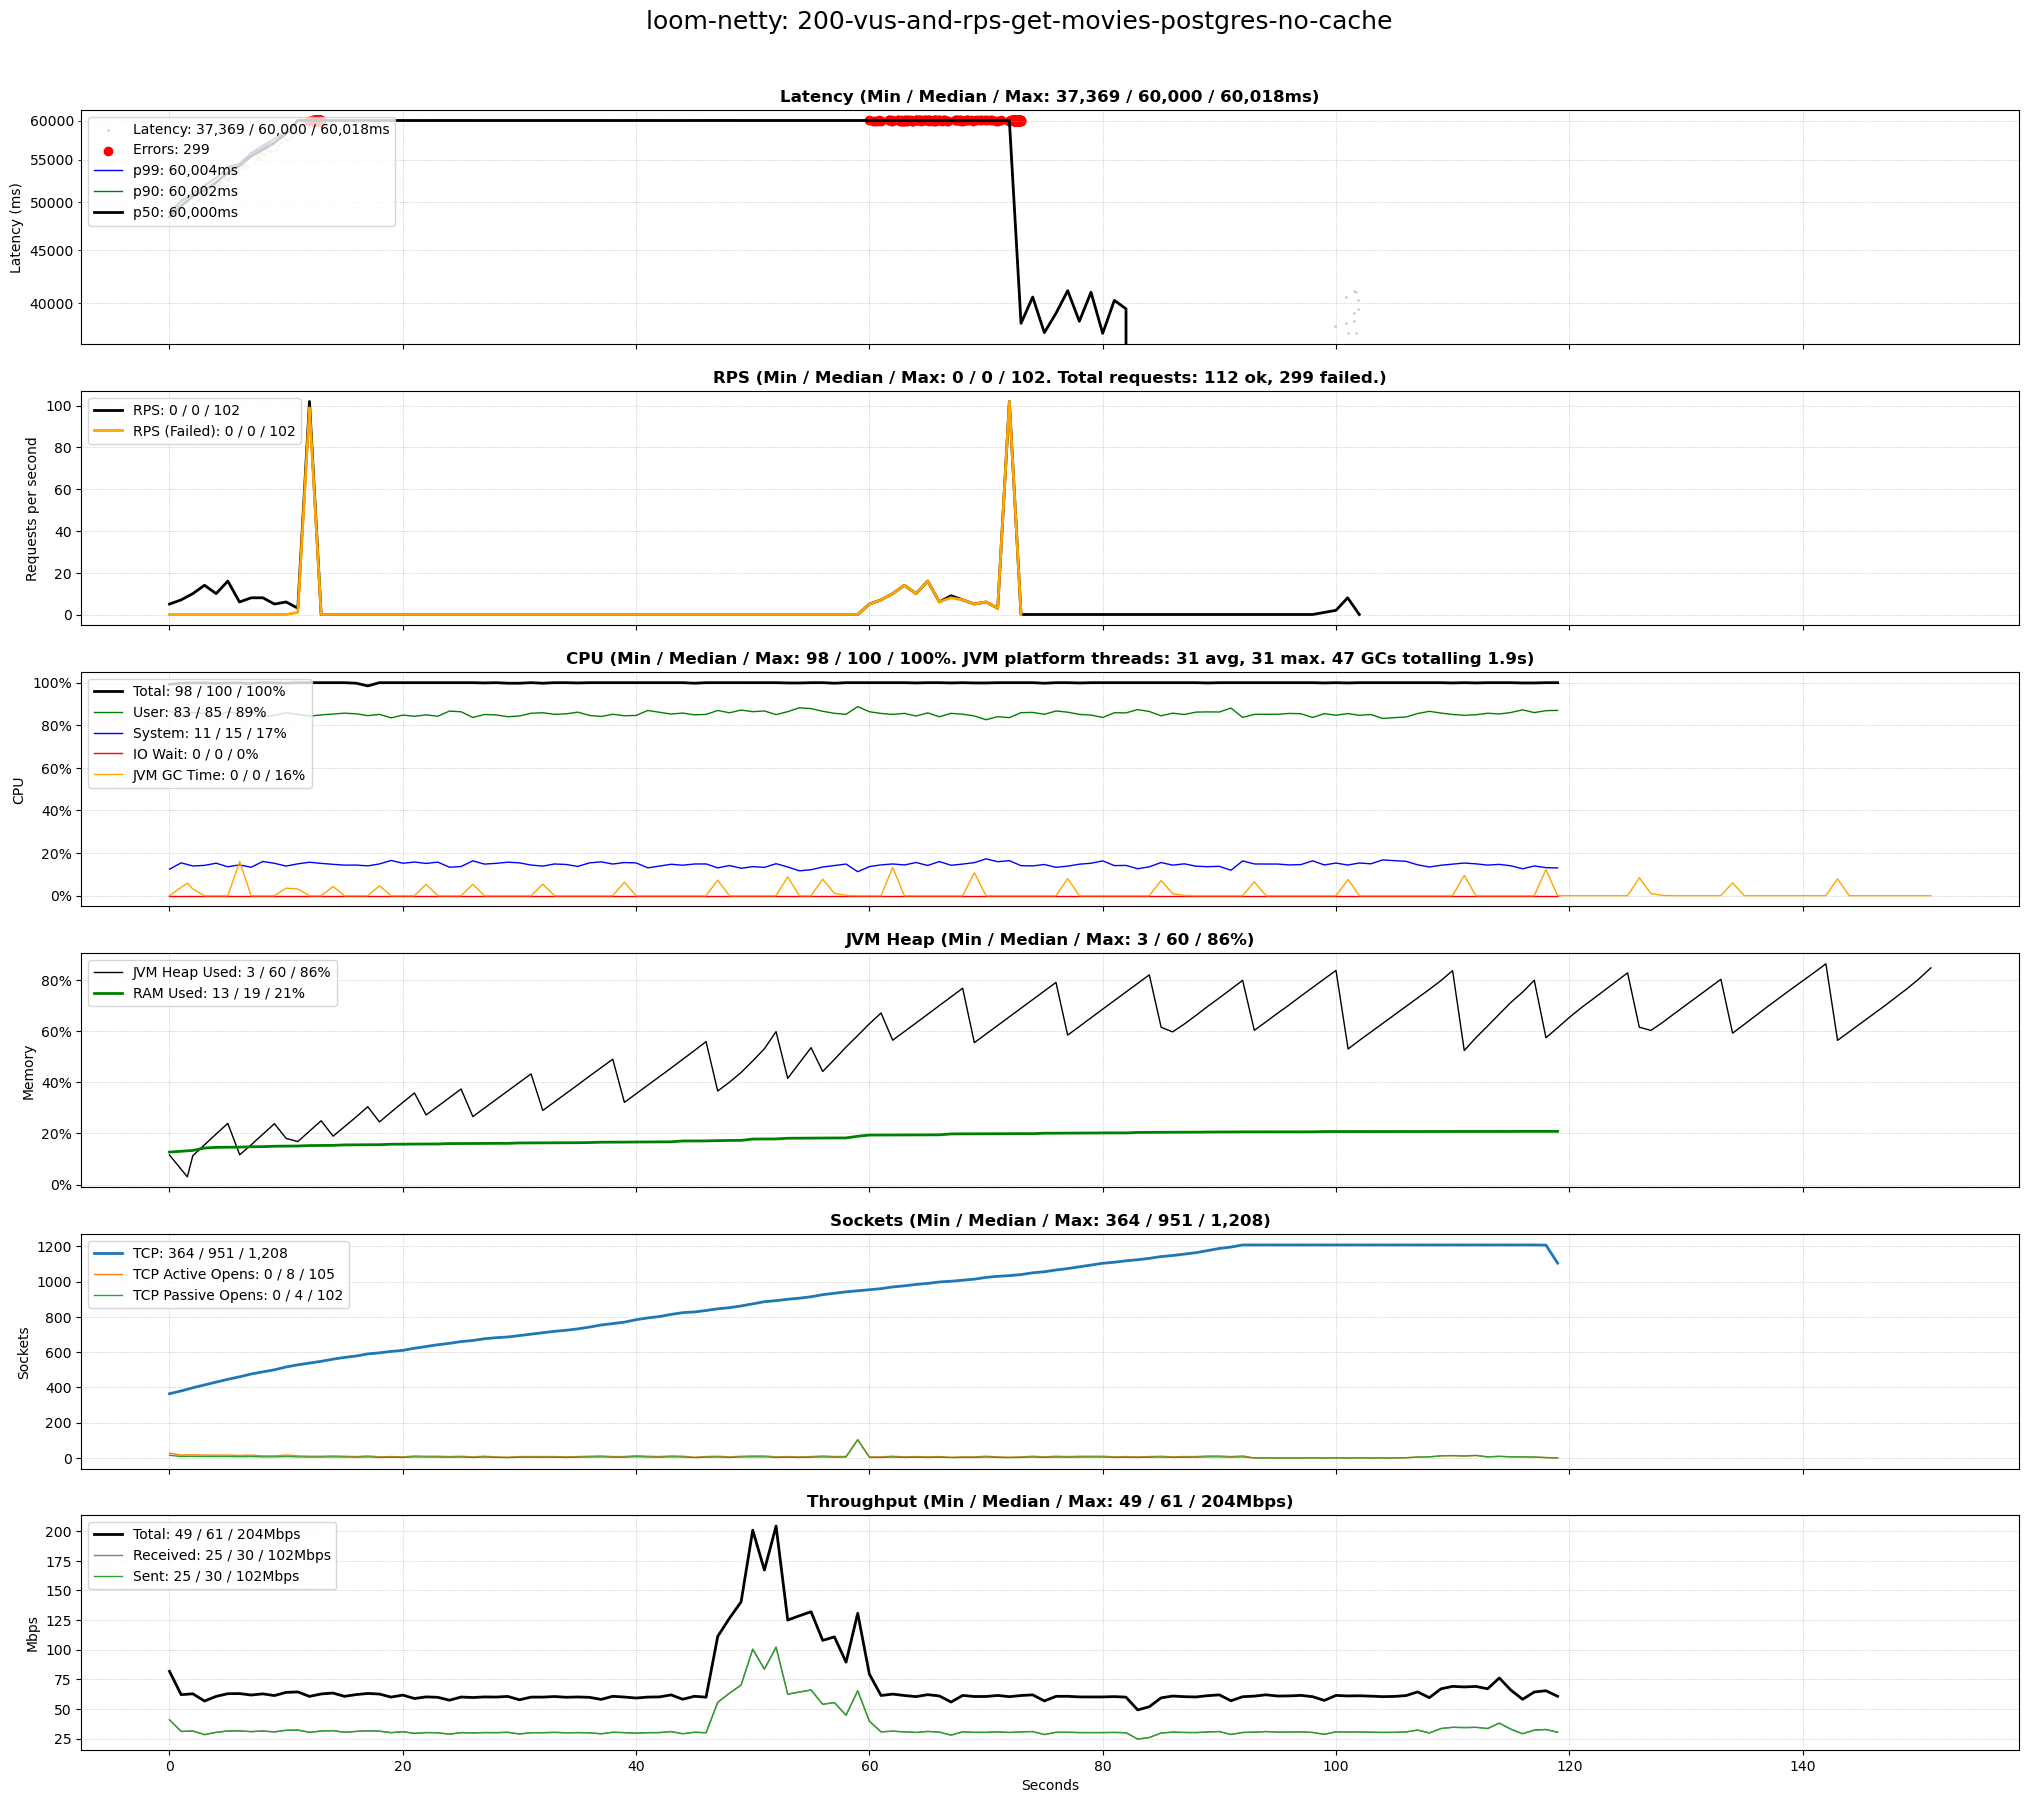 loom-netty: 200-vus-and-rps-get-movies-postgres-no-cache
Latency (Min / Median / Max: 37,369 / 60,000 / 60,018ms)
Latency (ms)
60000
55000
50000
45000
40000
Latency: 37,369 / 60,000 / 60,018ms
Errors: 299
p99: 60,004ms
p90: 60,002ms
p50: 60,000ms
RPS (Min / Median / Max: 0 / 0 / 102. Total requests: 112 ok, 299 failed.)
Requests per second
100
80
60
40
20
0
RPS: 0 / 0 / 102
RPS (Failed): 0 / 0 / 102
CPU (Min / Median / Max: 98 / 100 / 100%. JVM platform threads: 31 avg, 31 max. 47 GCs totalling 1.9s)
CPU
100%
80%
60%
40%
20%
0%
Total: 98 / 100 / 100%
User: 83 / 85 / 89%
System: 11 / 15 / 17%
IO Wait: 0 / 0 / 0%
JVM GC Time: 0 / 0 / 16%
JVM Heap (Min / Median / Max: 3 / 60 / 86%)
Memory
80%
60%
40%
20%
0%
JVM Heap Used: 3 / 60 / 86%
RAM Used: 13 / 19 / 21%
Sockets (Min / Median / Max: 364 / 951 / 1,208)
Sockets
1200
1000
800
600
400
200
0
TCP: 364 / 951 / 1,208
TCP Active Opens: 0 / 8 / 105
TCP Passive Opens: 0 / 4 / 102
Throughput (Min / Median / Max: 49 / 61 / 204Mbps)
Mbps
200
175
150
125
100
75
50
25
Total: 49 / 61 / 204Mbps
Received: 25 / 30 / 102Mbps
Sent: 25 / 30 / 102Mbps
0 20 40 60 80 100 120 140
Seconds